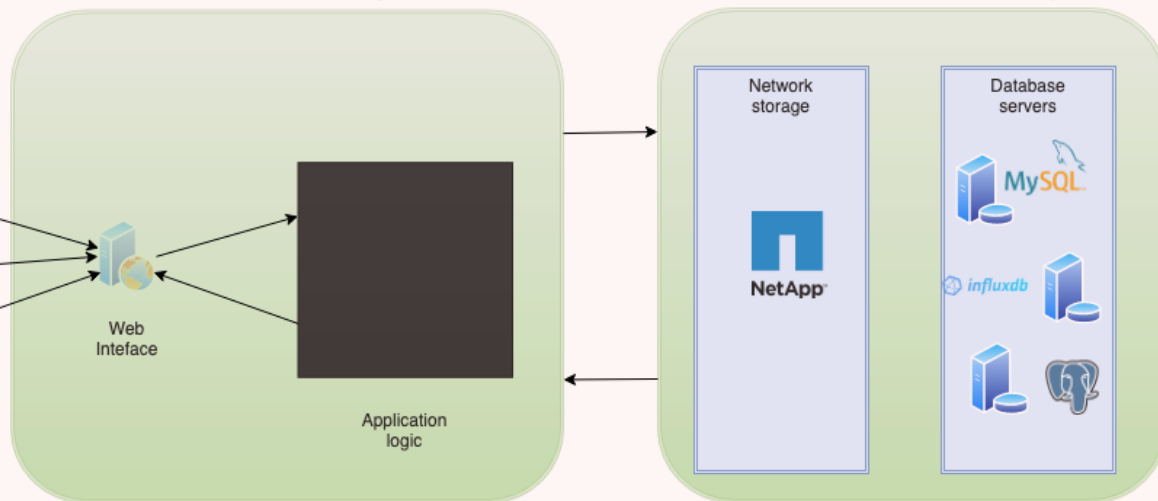 Web
Inteface
Application
logic
Network
storage
NetApp
Database
servers
MySQL
influxdb